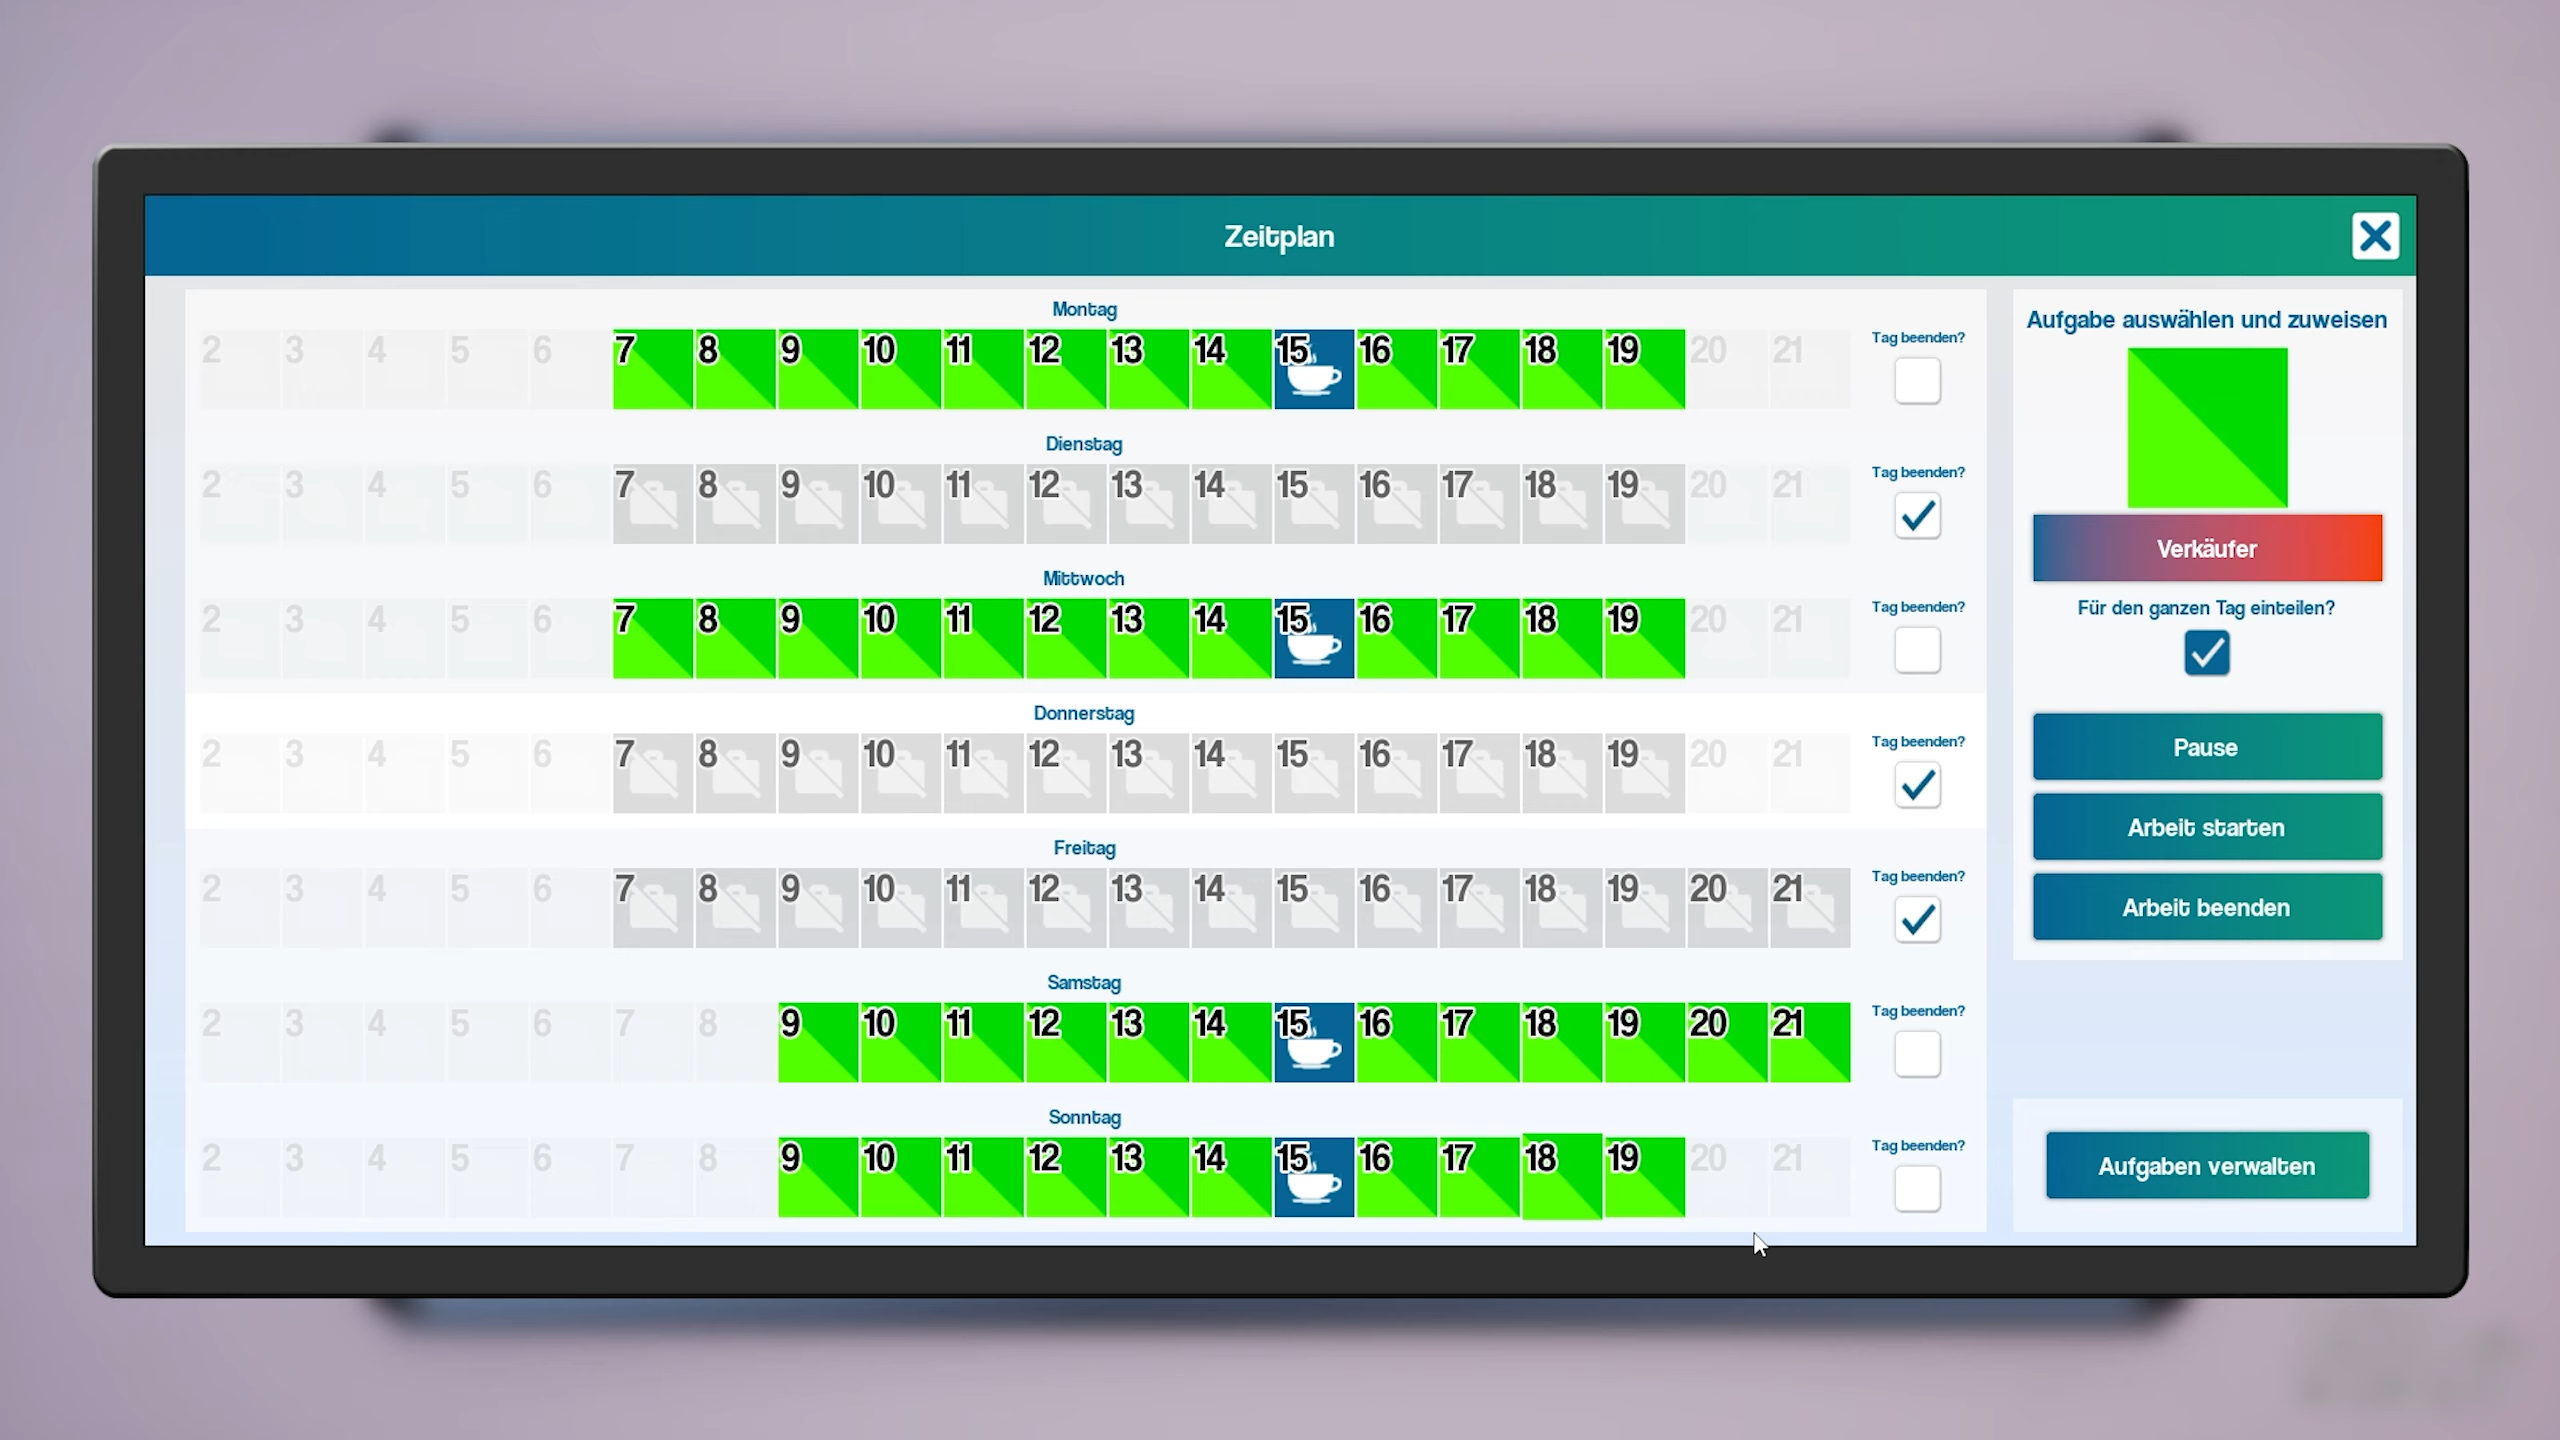 Zeitplan
Montag
2 3 4 5 6 7 8 9 10 11 12 13 14 15 16 17 18 19 20 21
Tag beenden?
Dienstag
2 3 4 5 6 7 8 9 10 11 12 13 14 15 16 17 18 19 20 21
Tag beenden?
Mittwoch
2 3 4 5 6 7 8 9 10 11 12 13 14 15 16 17 18 19 20 21
Tag beenden?
Donnerstag
2 3 4 5 6 7 8 9 10 11 12 13 14 15 16 17 18 19 20 21
Tag beenden?
Freitag
2 3 4 5 6 7 8 9 10 11 12 13 14 15 16 17 18 19 20 21
Tag beenden?
Samstag
2 3 4 5 6 7 8 9 10 11 12 13 14 15 16 17 18 19 20 21
Tag beenden?
Sonntag
2 3 4 5 6 7 8 9 10 11 12 13 14 15 16 17 18 19 20 21
Tag beenden?
Aufgabe auswählen und zuweisen
Verkäufer
Für den ganzen Tag einteilen?
Pause
Arbeit starten
Arbeit beenden
Aufgaben verwalten